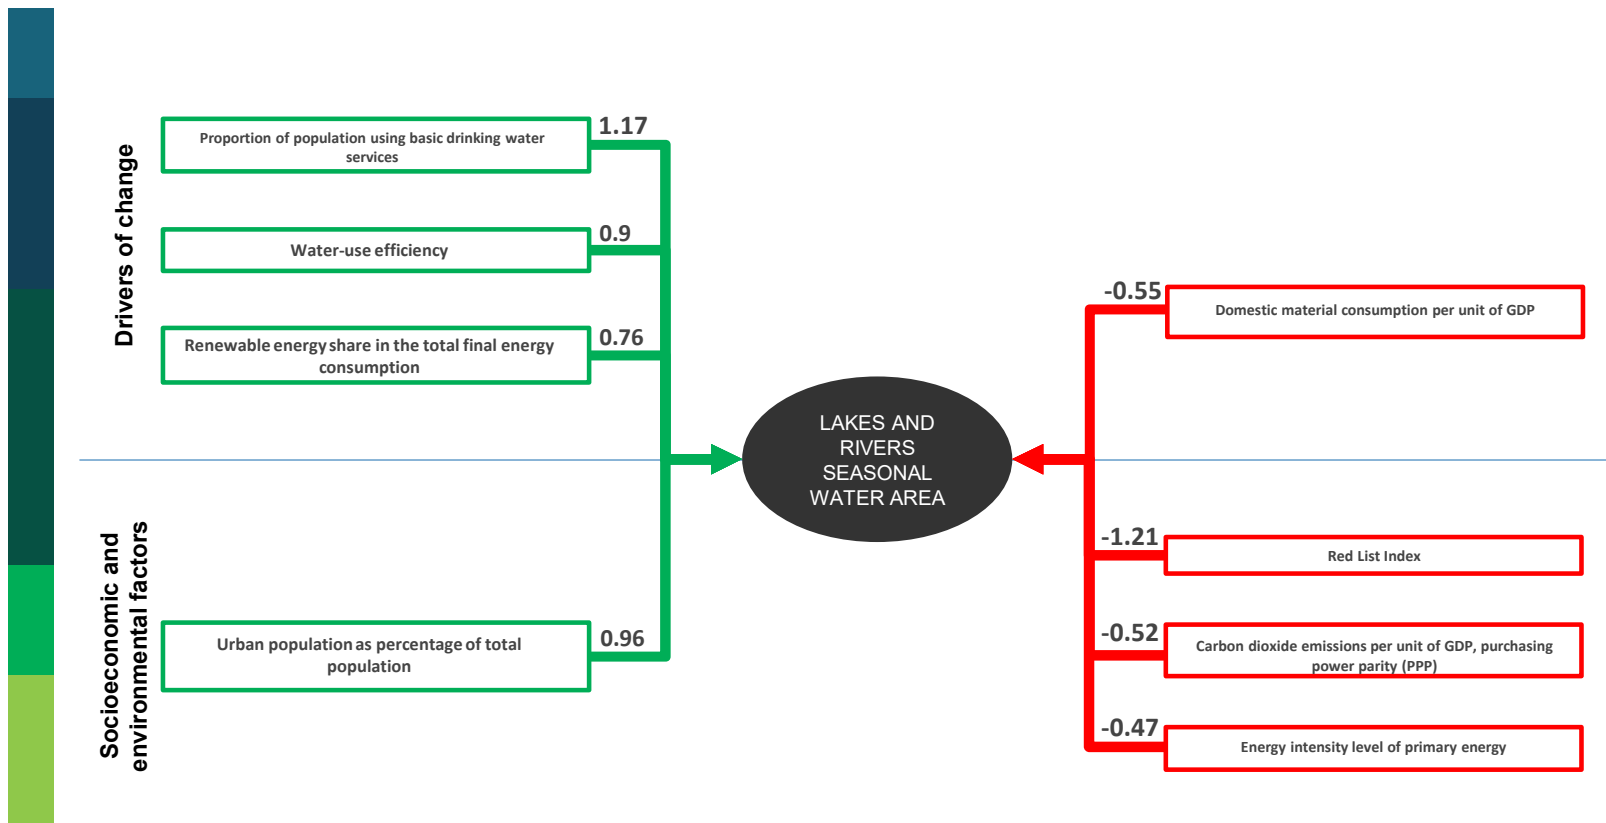 Drivers of change
1.17
Proportion of population using basic drinking water
services
0.9
Water-use efficiency
0.76
Renewable energy share in the total final energy
consumption
Socioeconomic and
environmental factors
0.96
Urban population as percentage of total
population
LAKES AND
RIVERS
SEASONAL
WATER AREA
-0.55
Domestic material consumption per unit of GDP
-1.21
Red List Index
-0.52
Carbon dioxide emissions per unit of GDP, purchasing
power parity (PPP)
-0.47
Energy intensity level of primary energy